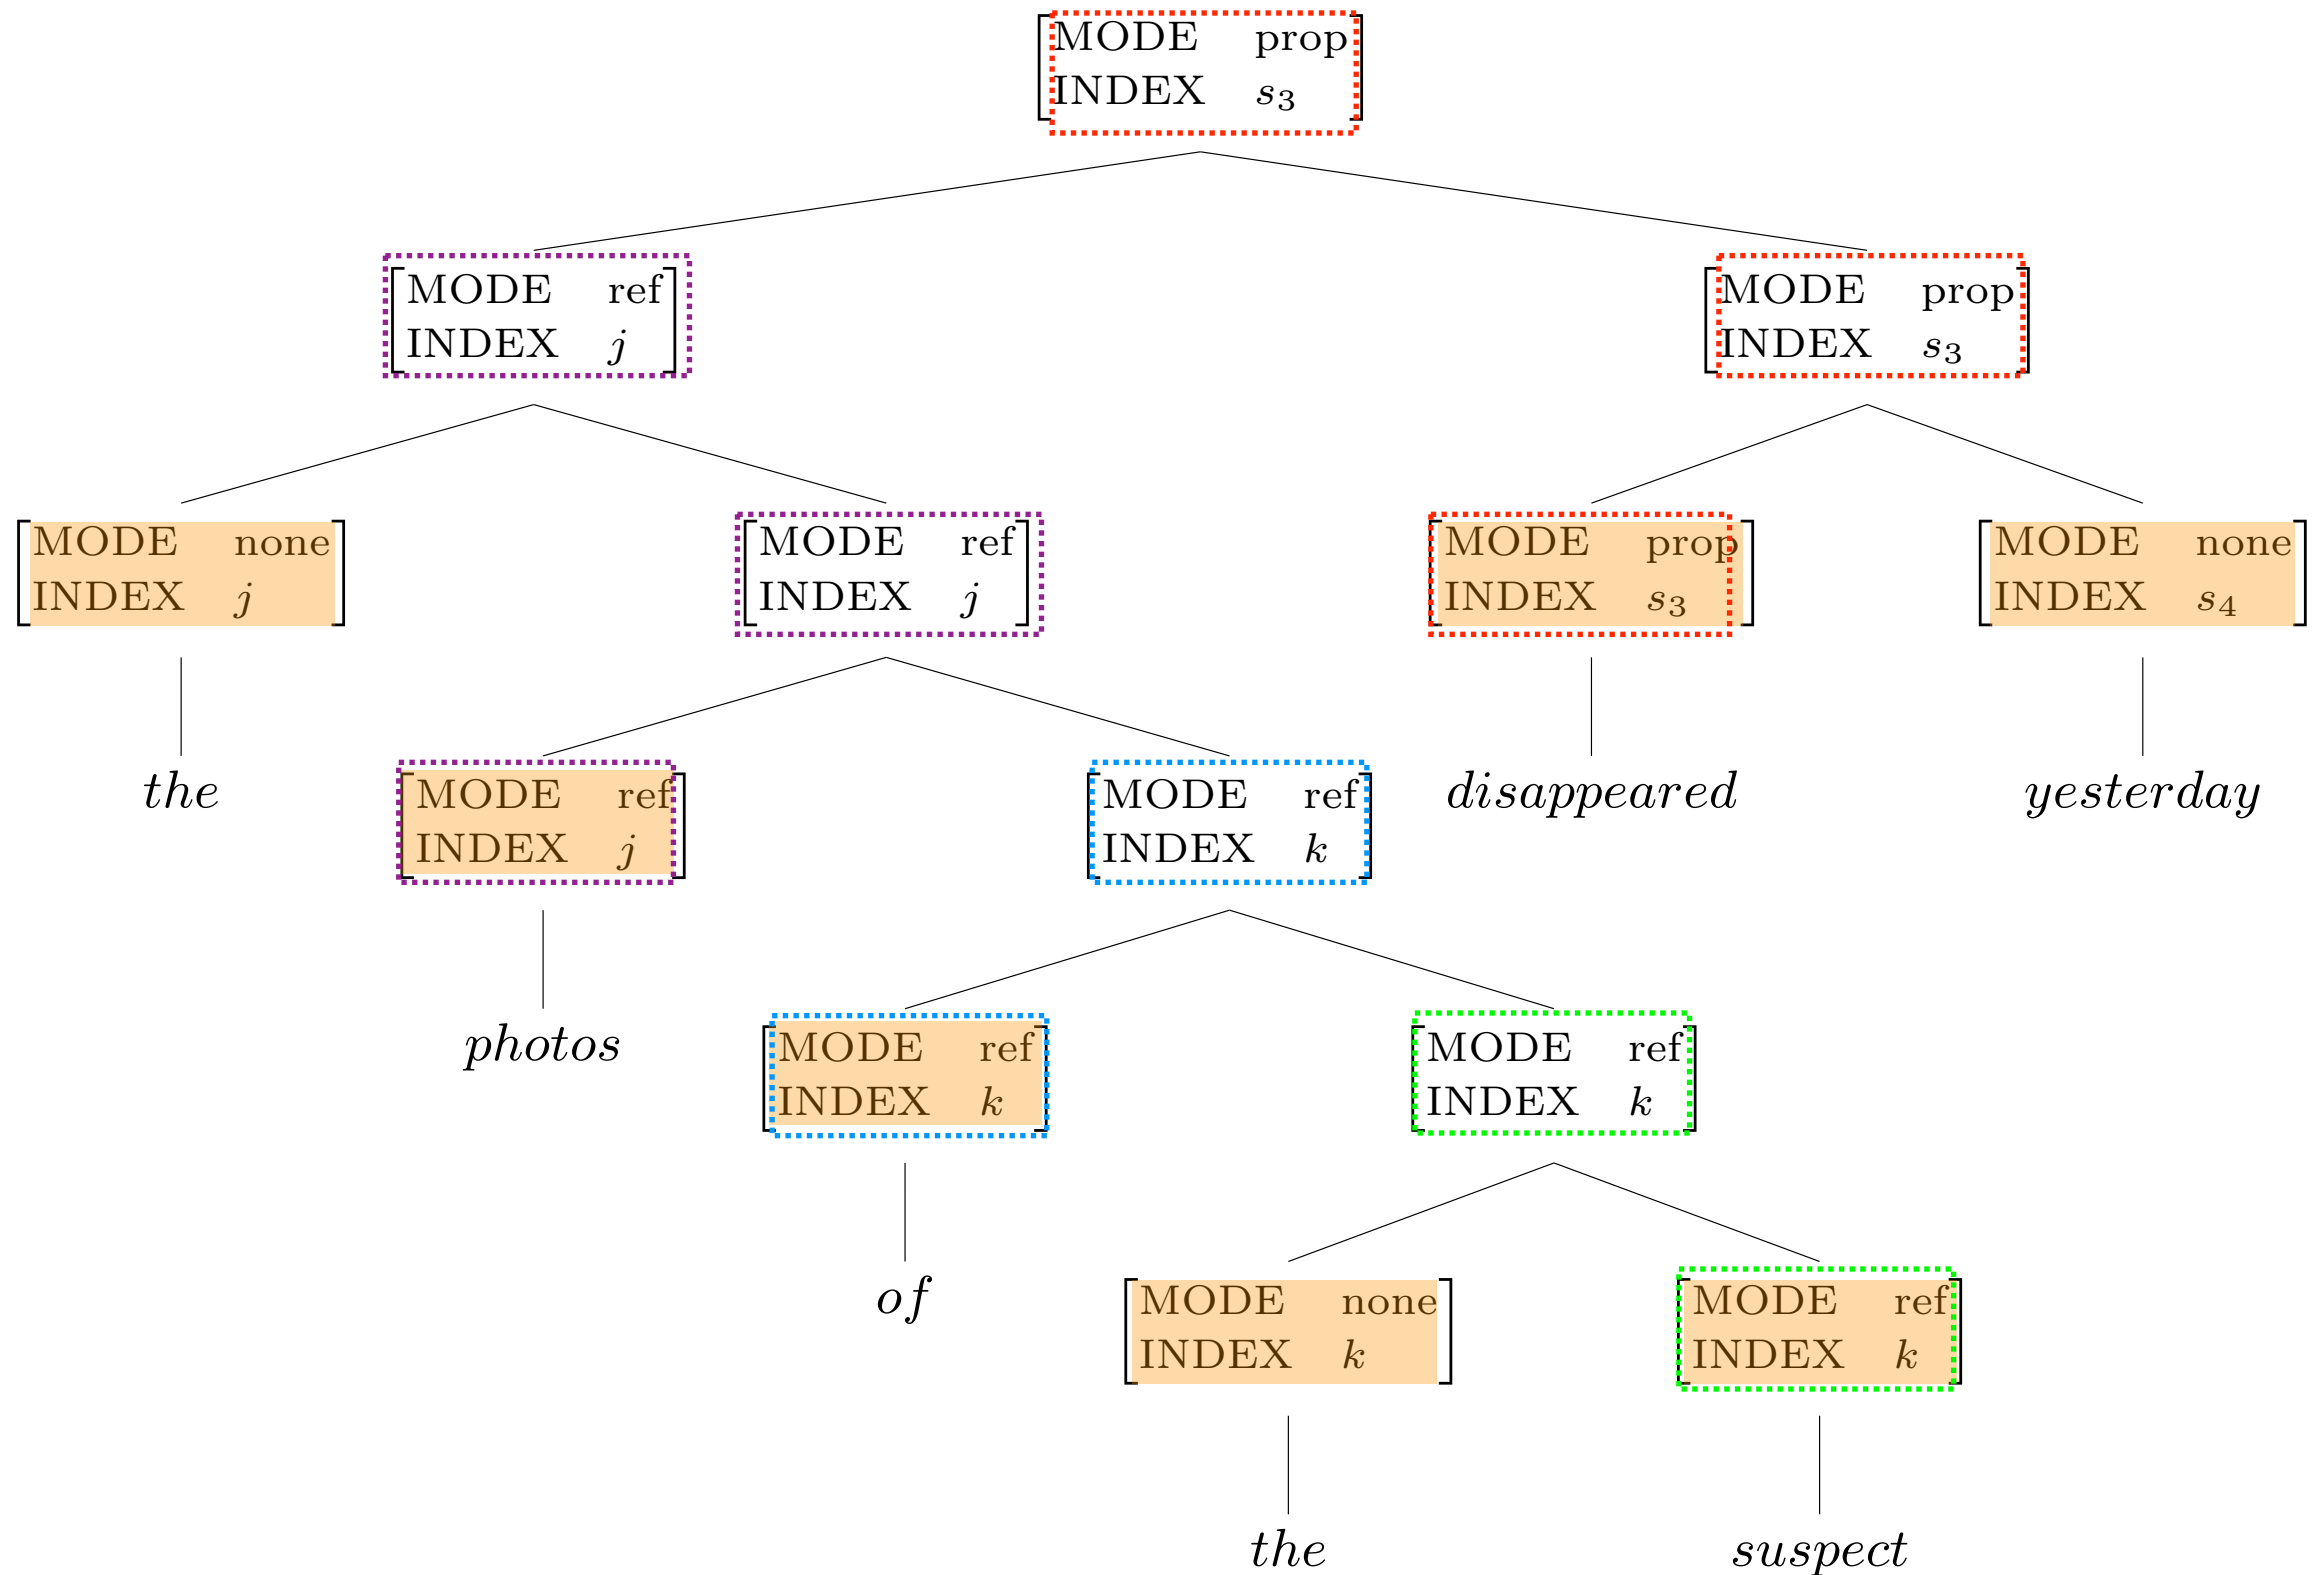 MODE prop
INDEX s₃
MODE ref
INDEX j
MODE prop
INDEX s₃
MODE none
INDEX j
MODE ref
INDEX j
MODE prop
INDEX s₃
MODE none
INDEX s₄
the
MODE ref
INDEX j
MODE ref
INDEX k
disappeared
yesterday
photos
MODE ref
INDEX k
MODE ref
INDEX k
of
MODE none
INDEX k
MODE ref
INDEX k
the
suspect